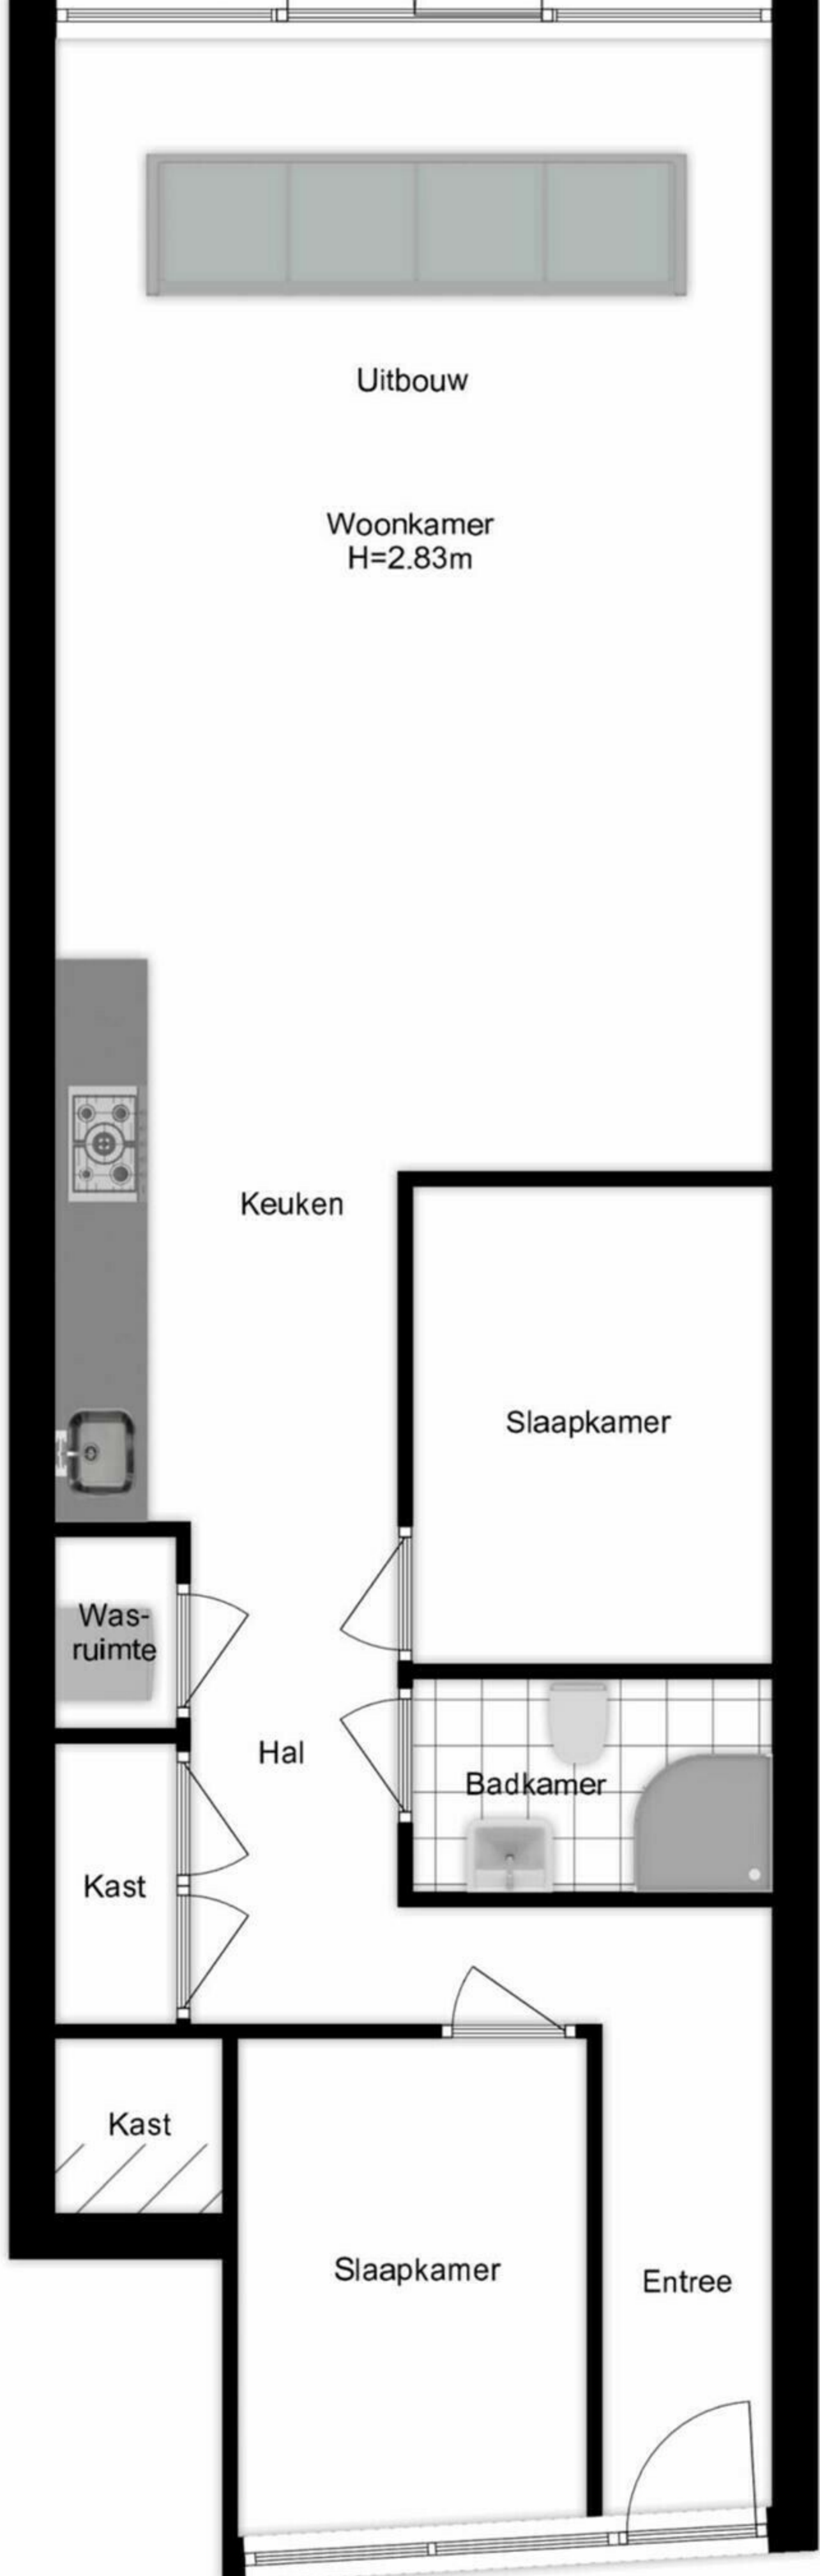 Uitbouw
Woonkamer
H=2.83m
Keuken
Slaapkamer
Was-
ruimte
Hal
Badkamer
Kast
Kast
Slaapkamer
Entree